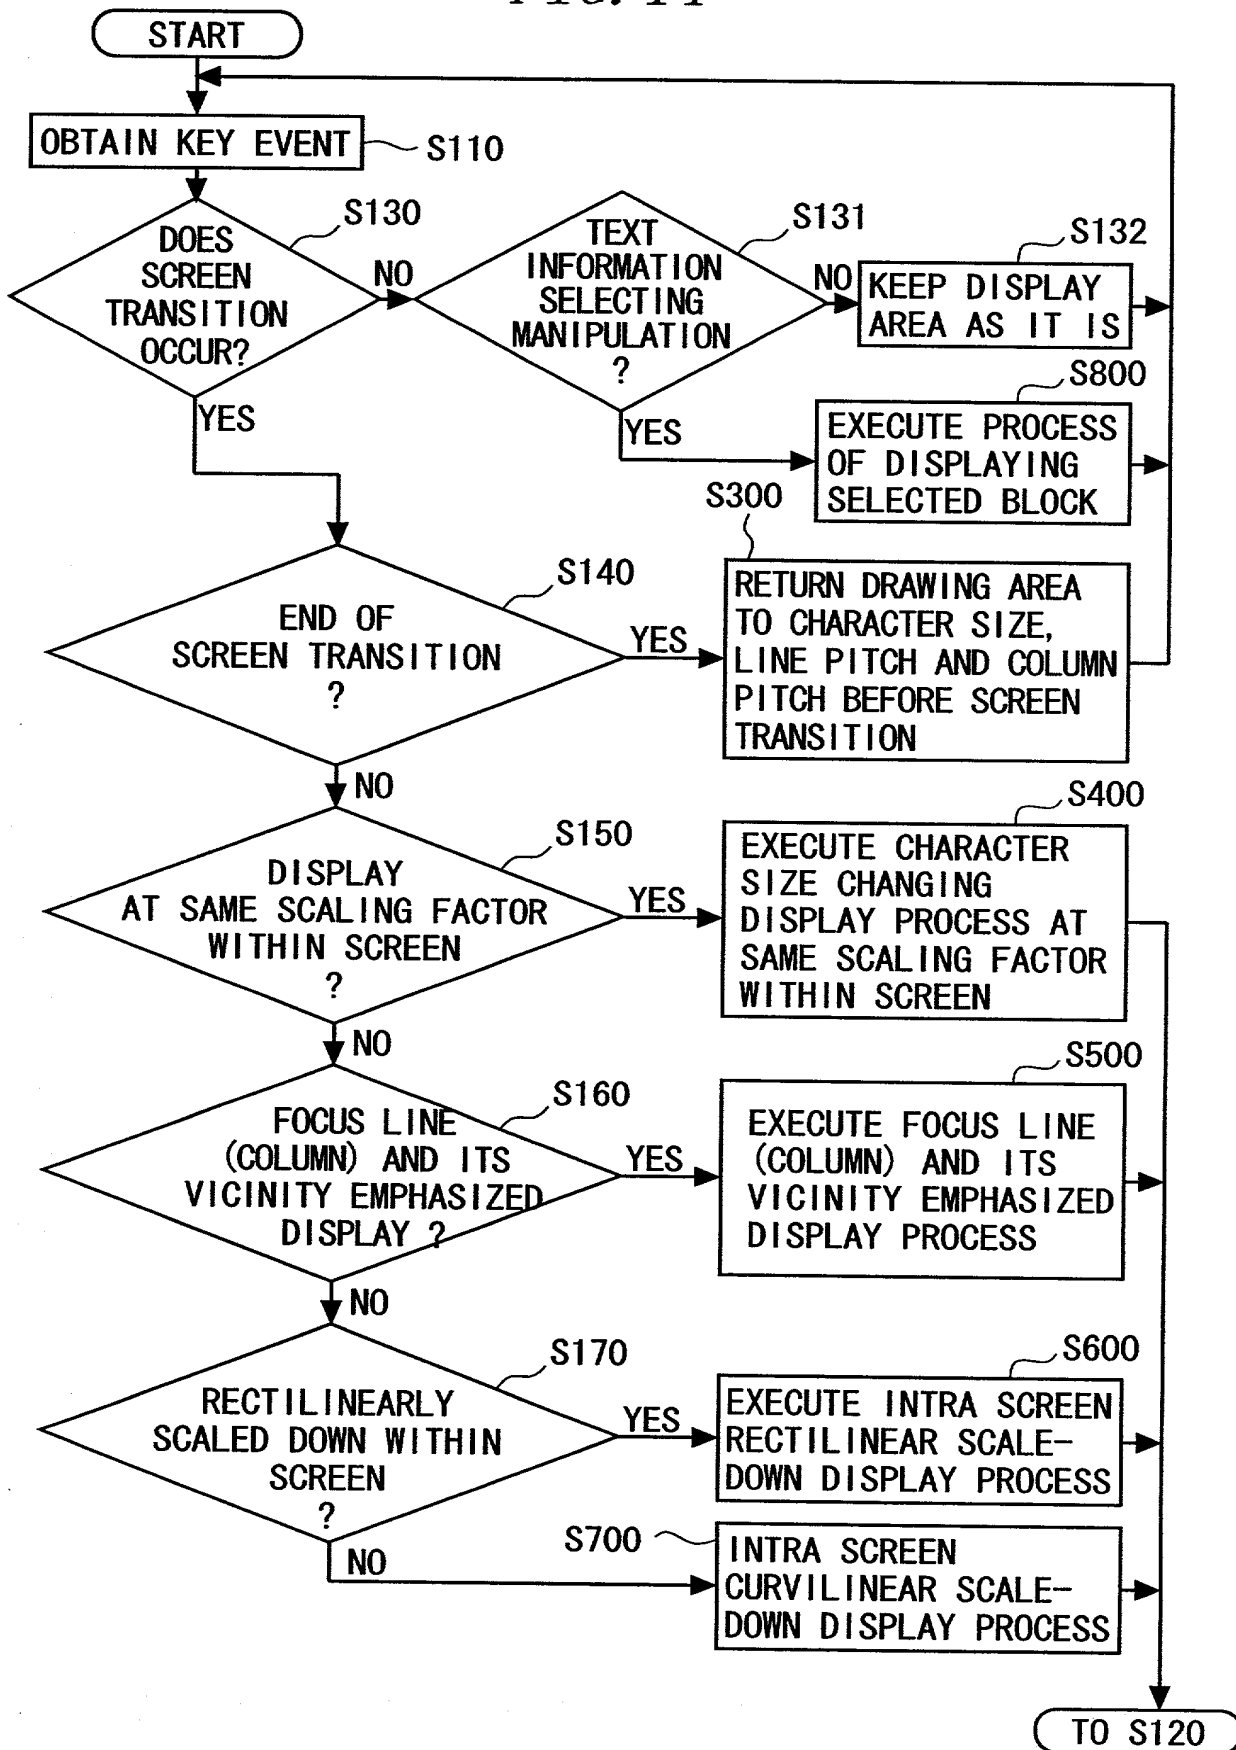 START
OBTAIN KEY EVENT
S110
S130
DOES
SCREEN
TRANSITION
OCCUR?
NO
YES
S131
TEXT
INFORMATION
SELECTING
MANIPULATION
?
NO
YES
S132
KEEP DISPLAY
AREA AS IT IS
S800
EXECUTE PROCESS
OF DISPLAYING
SELECTED BLOCK
S140
END OF
SCREEN TRANSITION
?
YES
NO
S300
RETURN DRAWING AREA
TO CHARACTER SIZE,
LINE PITCH AND COLUMN
PITCH BEFORE SCREEN
TRANSITION
S150
DISPLAY
AT SAME SCALING FACTOR
WITHIN SCREEN
?
YES
NO
S400
EXECUTE CHARACTER
SIZE CHANGING
DISPLAY PROCESS AT
SAME SCALING FACTOR
WITHIN SCREEN
S160
FOCUS LINE
(COLUMN) AND ITS
VICINITY EMPHASIZED
DISPLAY ?
YES
NO
S500
EXECUTE FOCUS LINE
(COLUMN) AND ITS
VICINITY EMPHASIZED
DISPLAY PROCESS
S170
RECTILINEARLY
SCALED DOWN WITHIN
SCREEN
?
YES
NO
S600
EXECUTE INTRA SCREEN
RECTILINEAR SCALE-
DOWN DISPLAY PROCESS
S700
INTRA SCREEN
CURVILINEAR SCALE-
DOWN DISPLAY PROCESS
TO S120